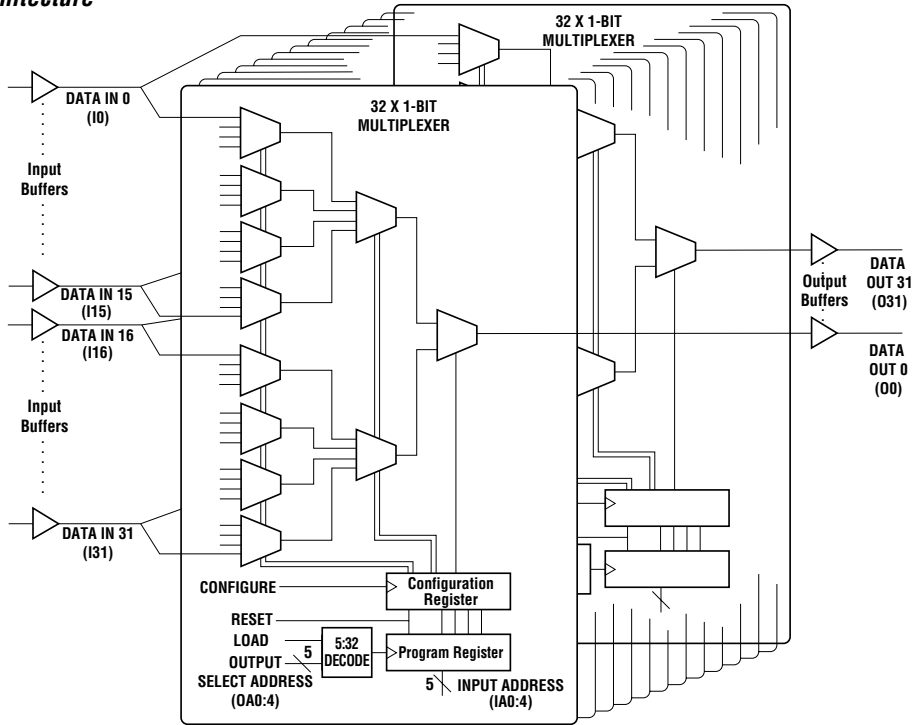 32 X 1-BIT
MULTIPLEXER
32 X 1-BIT
MULTIPLEXER
DATA IN 0
(I0)
Input
Buffers
DATA IN 15
(I15)
DATA IN 16
(I16)
Input
Buffers
DATA IN 31
(I31)
Output
Buffers
DATA
OUT 31
(O31)
DATA
OUT 0
(O0)
CONFIGURE
Configuration
Register
RESET
LOAD
OUTPUT
SELECT ADDRESS
(OA0:4)
5
5:32
DECODE
Program Register
5
INPUT ADDRESS
(IA0:4)